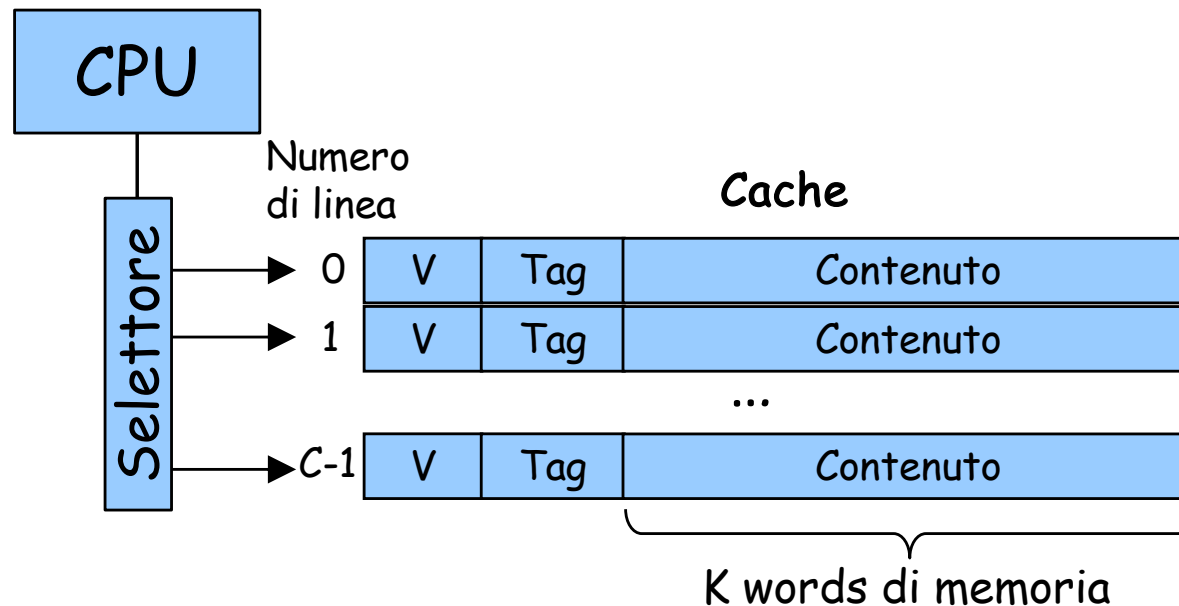 CPU
Numero
di linea
Cache
Selettore
0 V Tag Contenuto
1 V Tag Contenuto
...
C-1 V Tag Contenuto
K words di memoria